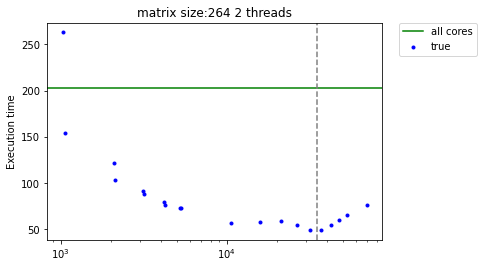 matrix size:264 2 threads
all cores
true
Execution time
250
200
150
100
50
10³
10⁴